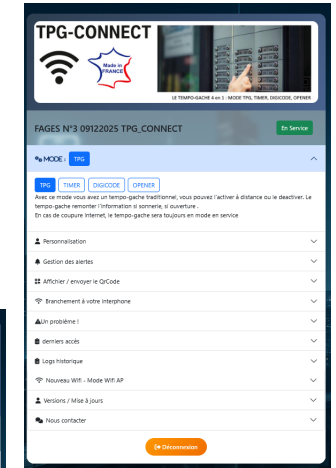 TPG-CONNECT
Made in
FRANCE
LE TEMPO-GACHE 4 en 1 : MODE TPG, TIMER, DIGICODE, OPENER
FAGES N°3 09122025 TPG_CONNECT
En Service
MODE : TPG
TPG TIMER DIGICODE OPENER
Avec ce mode vous avez un tempo-gache traditionnel, vous pouvez l'activer à distance ou le deactiver. Le
tempo-gache remonter l'information si sonnerie, si ouverture .
En cas de coupure internet, le tempo-gache sera toujours en mode en service
Personnalisation
Gestion des alertes
Afficher / envoyer le QrCode
Branchement à votre interphone
Un problème !
derniers accés
Logs historique
Nouveau Wifi - Mode Wifi AP
Versions / Mise à jours
Nous contacter
Déconnexion